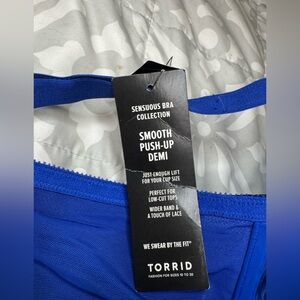 SENSUOUS BRA
COLLECTION
SMOOTH
PUSH-UP
DEMI
JUST-ENOUGH LIFT
FOR YOUR CUP SIZE
PERFECT FOR
LOW-CUT TOPS
WIDER BAND &
A TOUCH OF LACE
WE SWEAR BY THE FIT®
TORRID
FASHION FOR SIZES 10 TO 30